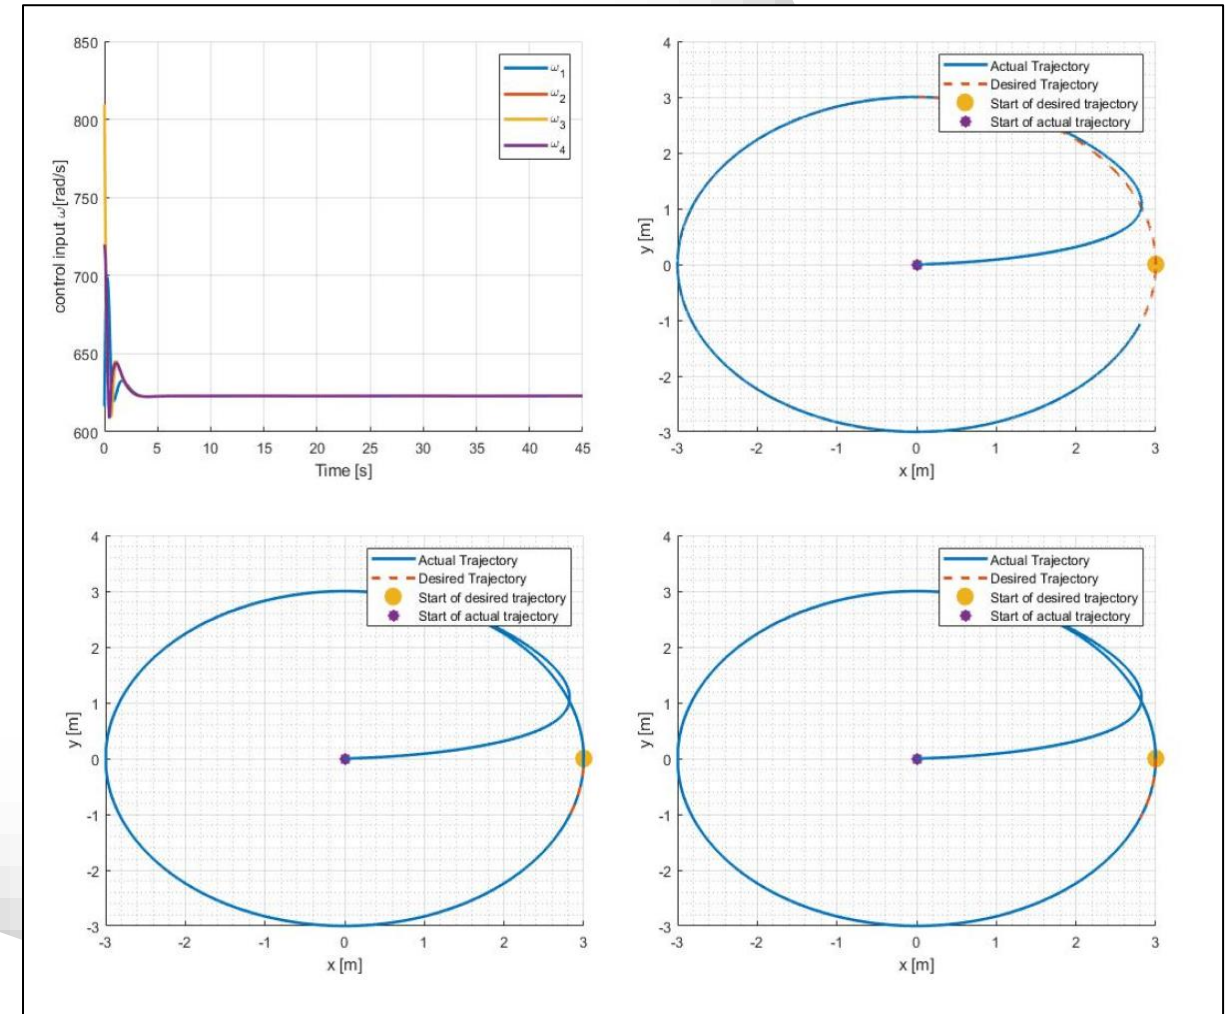 850
800
750
700
650
600
control input ω[rad/s]
0 5 10 15 20 25 30 35 40 45
Time [s]
ω1
ω2
ω3
ω4
4
3
2
1
0
-1
-2
-3
y [m]
-3 -2 -1 0 1 2 3
x [m]
Actual Trajectory
Desired Trajectory
Start of desired trajectory
Start of actual trajectory
4
3
2
1
0
-1
-2
-3
y [m]
-3 -2 -1 0 1 2 3
x [m]
Actual Trajectory
Desired Trajectory
Start of desired trajectory
Start of actual trajectory
4
3
2
1
0
-1
-2
-3
y [m]
-3 -2 -1 0 1 2 3
x [m]
Actual Trajectory
Desired Trajectory
Start of desired trajectory
Start of actual trajectory